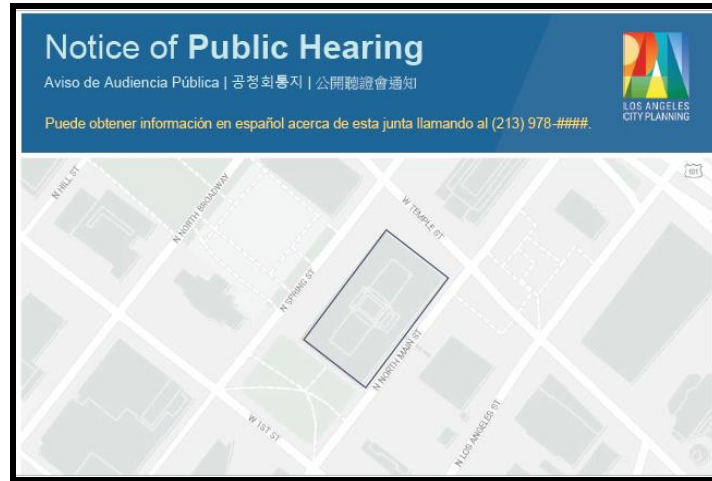 Notice of Public Hearing
Aviso de Audiencia Pública | 공청회통지 | 公開聽證會通知
Puede obtener información en español acerca de esta junta llamando al (213) 978-####.
LOS ANGELES
CITY PLANNING
N HILL ST
N NORTH BROADWAY
W TEMPLE ST
101
N SPRING ST
N NORTH MAIN ST
W 1ST ST
N LOS ANGELES ST